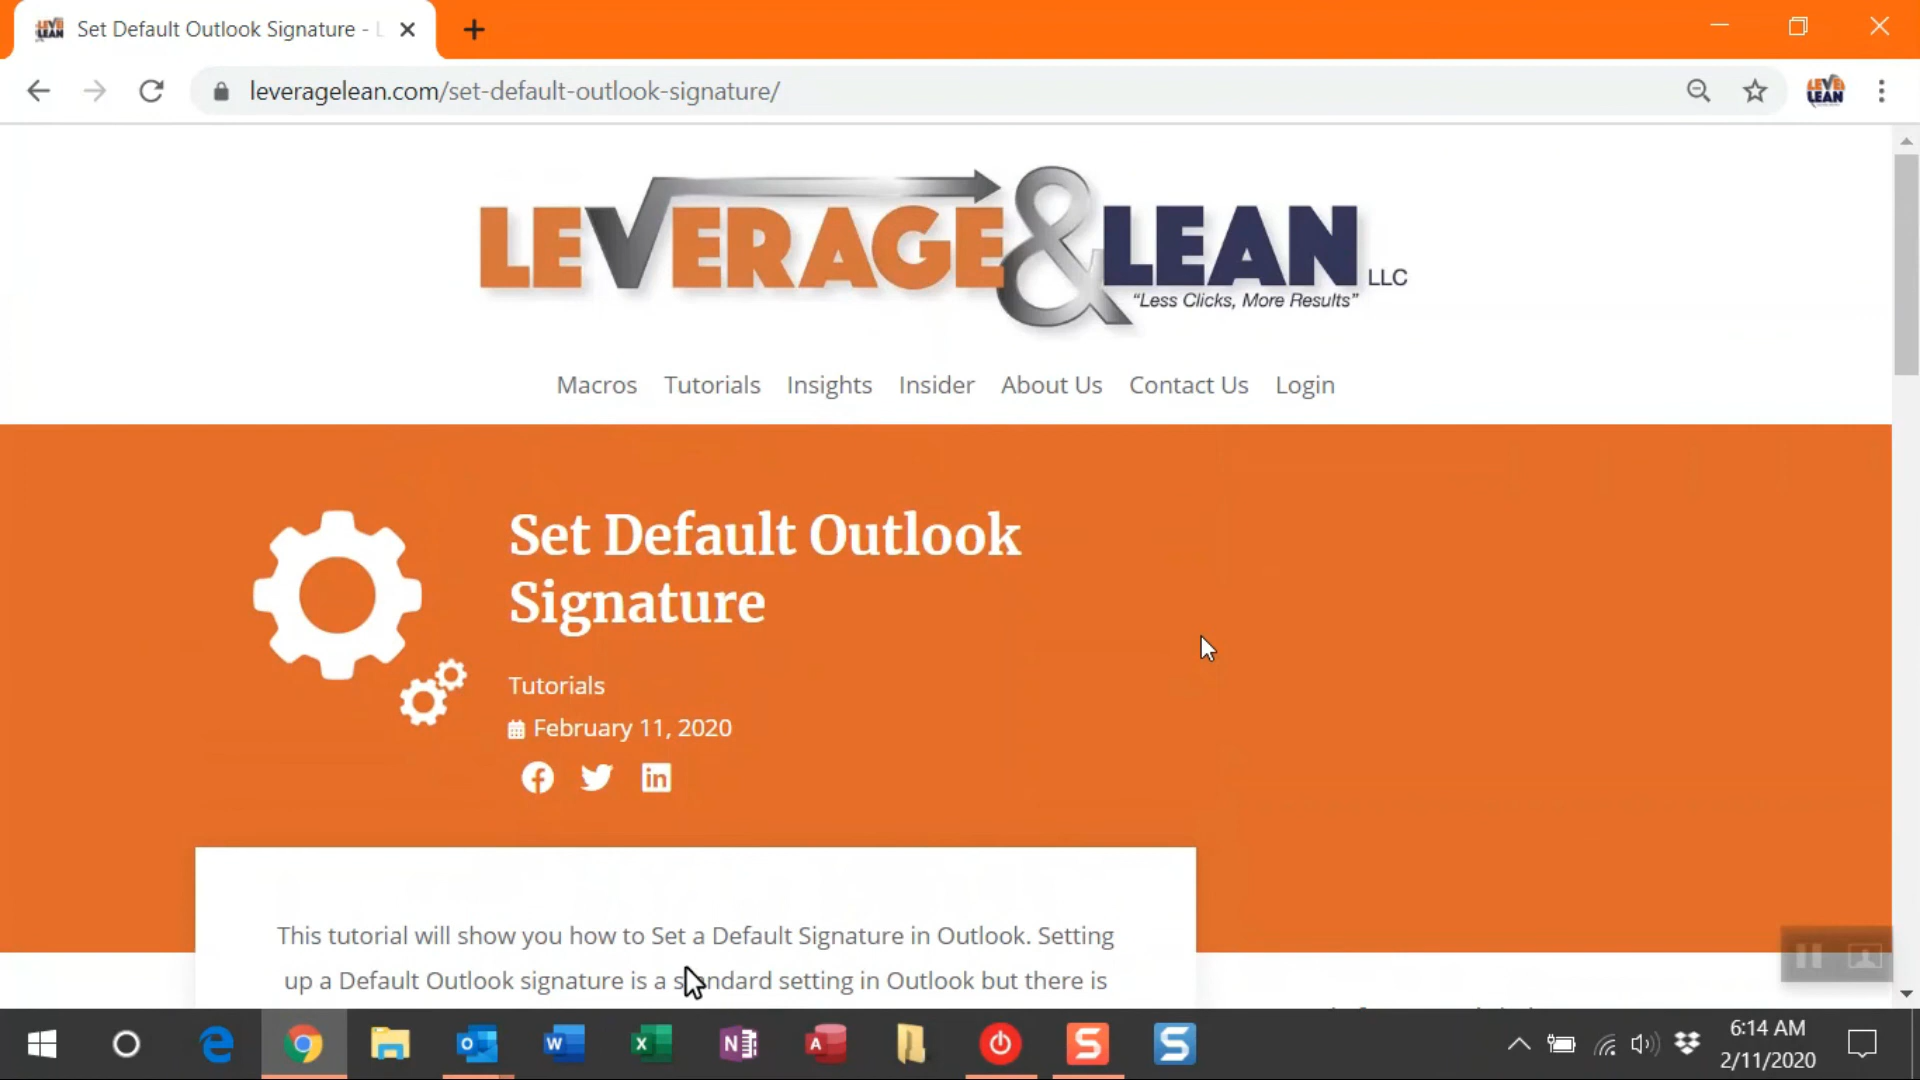 Set Default Outlook Signature - L
leveragelean.com/set-default-outlook-signature/
LEVERAGE & LEAN LLC
"Less Clicks, More Results"
Macros Tutorials Insights Insider About Us Contact Us Login
Set Default Outlook
Signature
Tutorials
February 11, 2020
This tutorial will show you how to Set a Default Signature in Outlook. Setting
up a Default Outlook signature is a standard setting in Outlook but there is
6:14 AM
2/11/2020